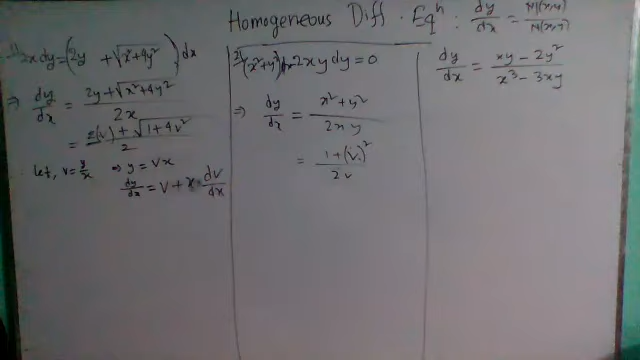 Homogeneous Diff. Eqⁿ : dy/dx = M(x,y)/N(x,y)
1) 2x dy = (2y + √x²+4y²) dx
⇒ dy/dx = 2y + √x²+4y² / 2x
= 2(v) + √1+4v² / 2
let, v = y/x ⇒ y = vx
dy/dx = v + x · dv/dx
2) (x²+y²) dx - 2xy dy = 0
⇒ dy/dx = x² + y² / 2xy
= 1 + (v)² / 2v
dy/dx = xy - 2y² / x³ - 3xy